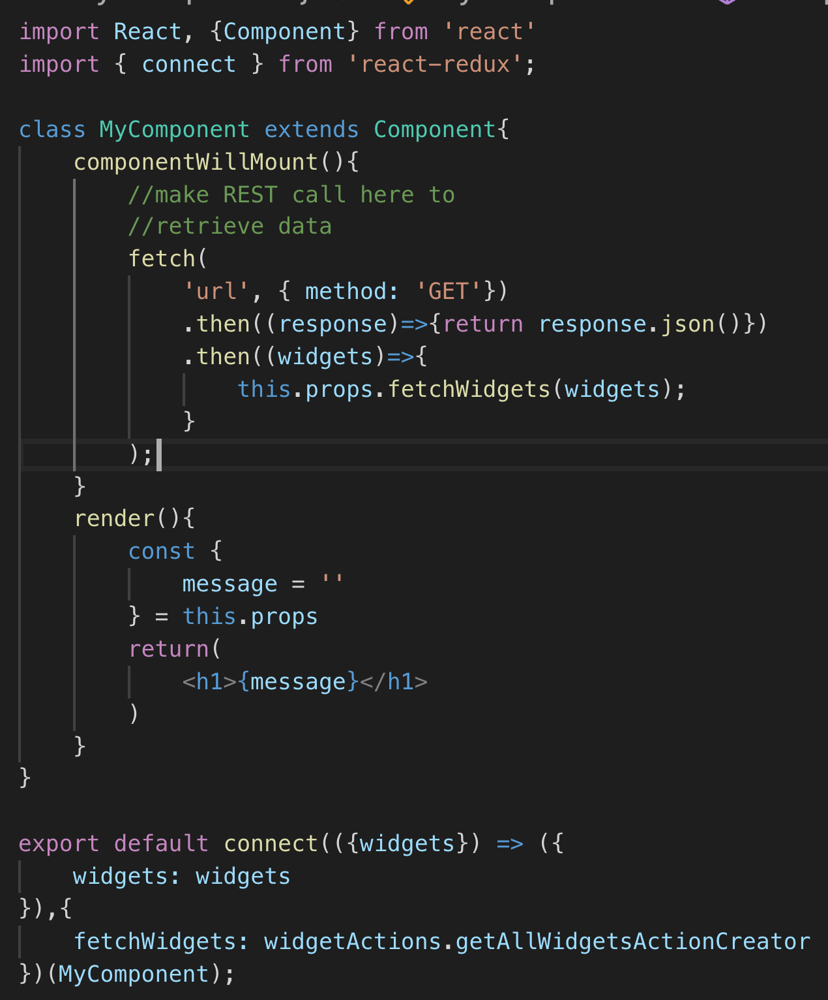 import React, {Component} from 'react'
import { connect } from 'react-redux';
class MyComponent extends Component{
componentWillMount(){
//make REST call here to
//retrieve data
fetch(
'url', { method: 'GET'})
.then((response)=>{return response.json()})
.then((widgets)=>{
this.props.fetchWidgets(widgets);
}
);
}
render(){
const {
message = ''
} = this.props
return(
<h1>{message}</h1>
)
}
}
export default connect(({widgets}) => ({
widgets: widgets
}),{
fetchWidgets: widgetActions.getAllWidgetsActionCreator
})(MyComponent);